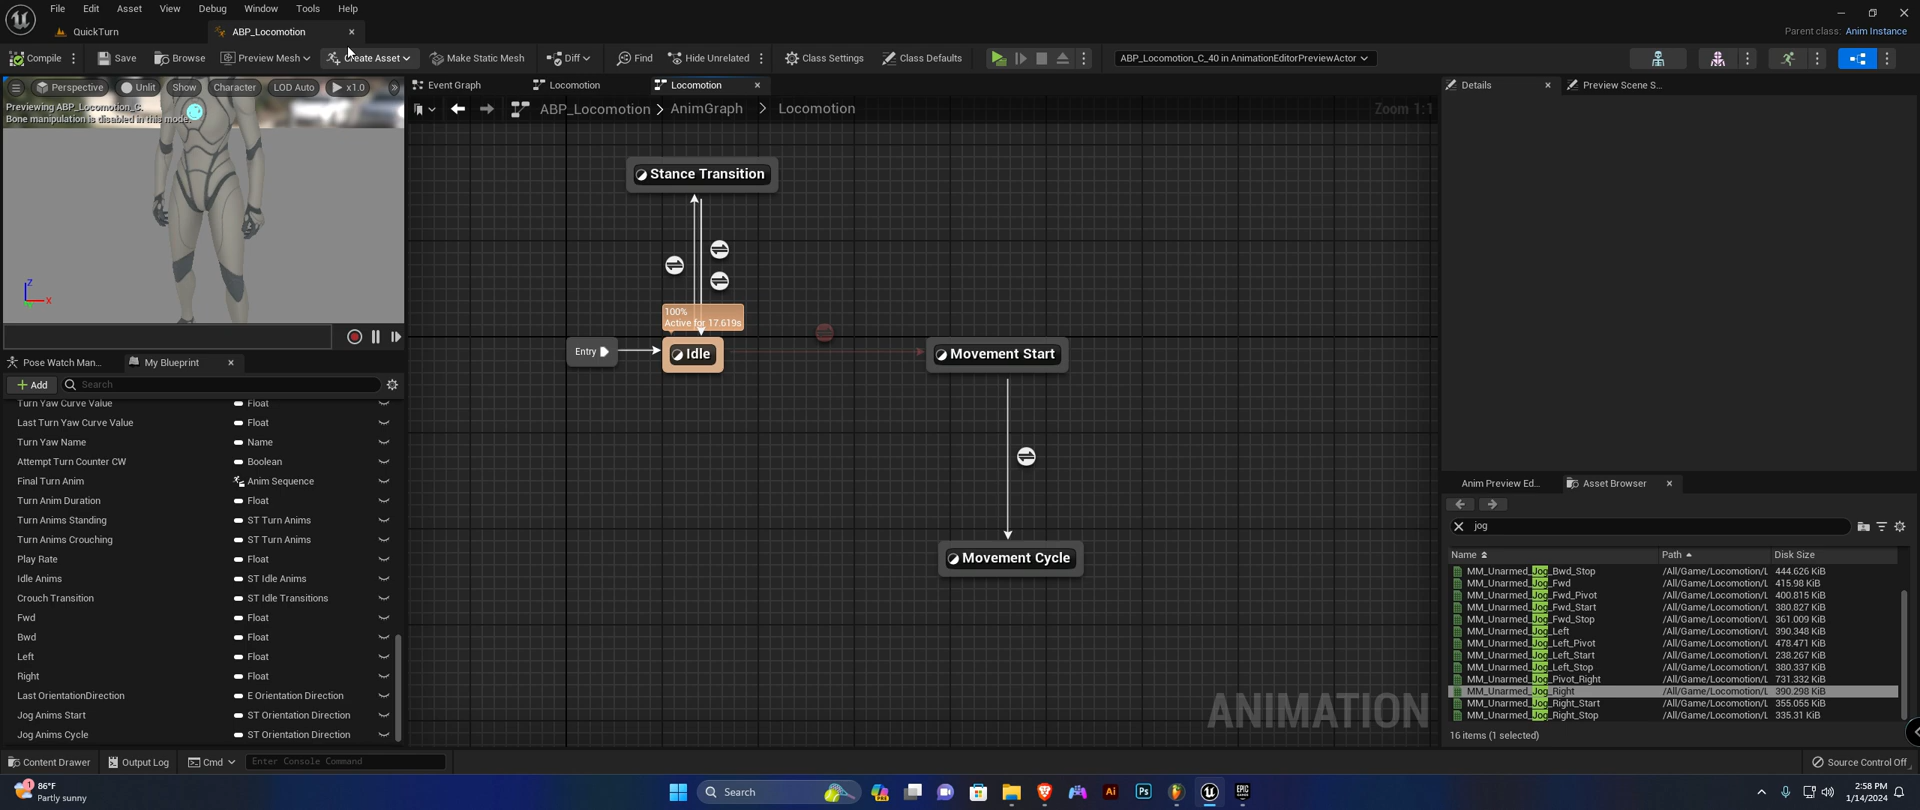 File Edit Asset View Debug Window Tools Help
QuickTurn ABP_Locomotion
Parent class: Anim Instance
Compile Save Browse Preview Mesh Create Asset Make Static Mesh Diff Find Hide Unrelated Class Settings Class Defaults ABP_Locomotion_C_40 in AnimationEditorPreviewActor
Perspective Unlit Show Character LOD Auto x1.0
Previewing ABP_Locomotion_C.
Bone manipulation is disabled in this mode.
Z
X
Event Graph Locomotion Locomotion
ABP_Locomotion > AnimGraph > Locomotion
Zoom 1:1
Stance Transition
100%
Active for 17.619s
Entry
Idle
Movement Start
Movement Cycle
ANIMATION
Pose Watch Man... My Blueprint
Add Search
Turn Yaw Curve Value Float
Last Turn Yaw Curve Value Float
Turn Yaw Name Name
Attempt Turn Counter CW Boolean
Final Turn Anim Anim Sequence
Turn Anim Duration Float
Turn Anims Standing ST Turn Anims
Turn Anims Crouching ST Turn Anims
Play Rate Float
Idle Anims ST Idle Anims
Crouch Transition ST Idle Transitions
Fwd Float
Bwd Float
Left Float
Right Float
Last OrientationDirection E Orientation Direction
Jog Anims Start ST Orientation Direction
Jog Anims Cycle ST Orientation Direction
Details Preview Scene S...
Anim Preview Ed... Asset Browser
jog
Name Path Disk Size
MM_Unarmed_Jog_Bwd_Stop /All/Game/Locomotion/L 444.626 KiB
MM_Unarmed_Jog_Fwd /All/Game/Locomotion/L 415.98 KiB
MM_Unarmed_Jog_Fwd_Pivot /All/Game/Locomotion/L 400.815 KiB
MM_Unarmed_Jog_Fwd_Start /All/Game/Locomotion/L 380.827 KiB
MM_Unarmed_Jog_Fwd_Stop /All/Game/Locomotion/L 361.009 KiB
MM_Unarmed_Jog_Left /All/Game/Locomotion/L 390.348 KiB
MM_Unarmed_Jog_Left_Pivot /All/Game/Locomotion/L 478.471 KiB
MM_Unarmed_Jog_Left_Start /All/Game/Locomotion/L 238.267 KiB
MM_Unarmed_Jog_Left_Stop /All/Game/Locomotion/L 380.337 KiB
MM_Unarmed_Jog_Pivot_Right /All/Game/Locomotion/L 731.332 KiB
MM_Unarmed_Jog_Right /All/Game/Locomotion/L 390.298 KiB
MM_Unarmed_Jog_Right_Start /All/Game/Locomotion/L 355.055 KiB
MM_Unarmed_Jog_Right_Stop /All/Game/Locomotion/L 335.31 KiB
16 items (1 selected)
Content Drawer Output Log Cmd Enter Console Command Source Control Off
1
86°F
Partly sunny
Search
Ai Ps
2:58 PM
1/14/2024